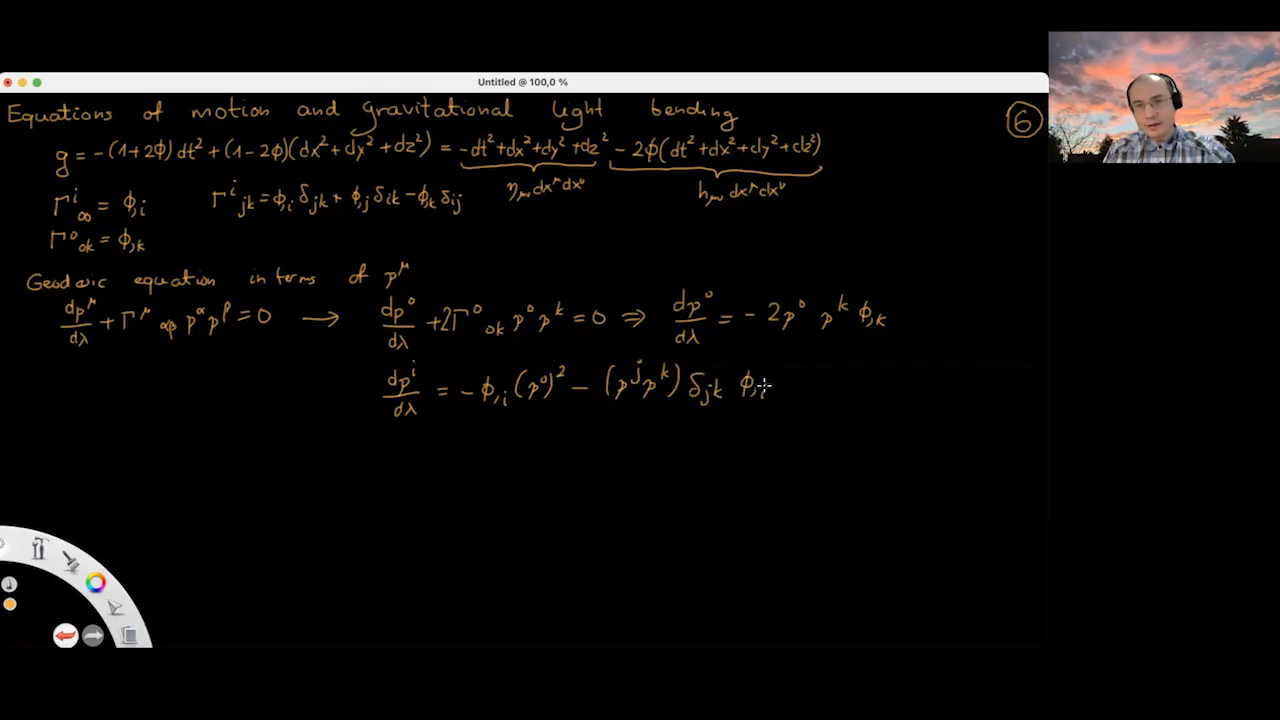 Untitled @ 100,0 %
Equations of motion and gravitational light bending ⑥
g = -(1+2ϕ) dt² + (1-2ϕ)(dx² + dy² + dz²) = -dt² + dx² + dy² + dz² - 2ϕ(dt² + dx² + dy² + dz²)
η_μν dx^μ dx^ν h_μν dx^μ dx^ν
Γ^i_00 = ϕ,i Γ^i_jk = ϕ,i δ_jk + ϕ,j δ_ik - ϕ,k δ_ij
Γ^0_0k = ϕ,k
Geodesic equation in terms of p^μ
dp^μ/dλ + Γ^μ_αβ p^α p^β = 0 → dp^0/dλ + 2Γ^0_0k p^0 p^k = 0 ⇒ dp^0/dλ = -2p^0 p^k ϕ,k
dp^i/dλ = -ϕ,i (p^0)² - (p^j p^k) δ_jk ϕ,i